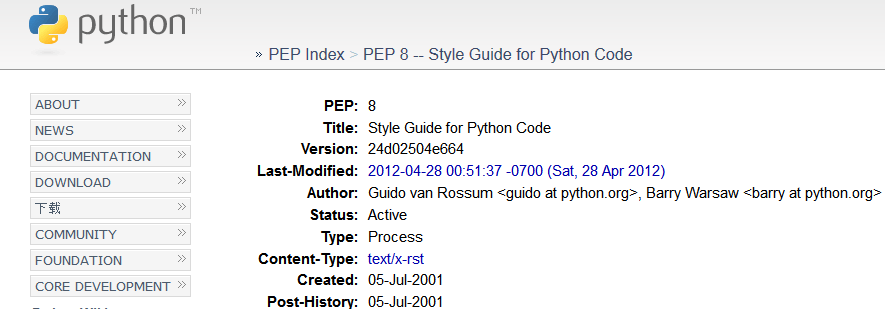 python™
» PEP Index > PEP 8 -- Style Guide for Python Code
ABOUT »
NEWS »
DOCUMENTATION »
DOWNLOAD »
下载 »
COMMUNITY »
FOUNDATION »
CORE DEVELOPMENT »
PEP: 8
Title: Style Guide for Python Code
Version: 24d02504e664
Last-Modified: 2012-04-28 00:51:37 -0700 (Sat, 28 Apr 2012)
Author: Guido van Rossum <guido at python.org>, Barry Warsaw <barry at python.org>
Status: Active
Type: Process
Content-Type: text/x-rst
Created: 05-Jul-2001
Post-History: 05-Jul-2001